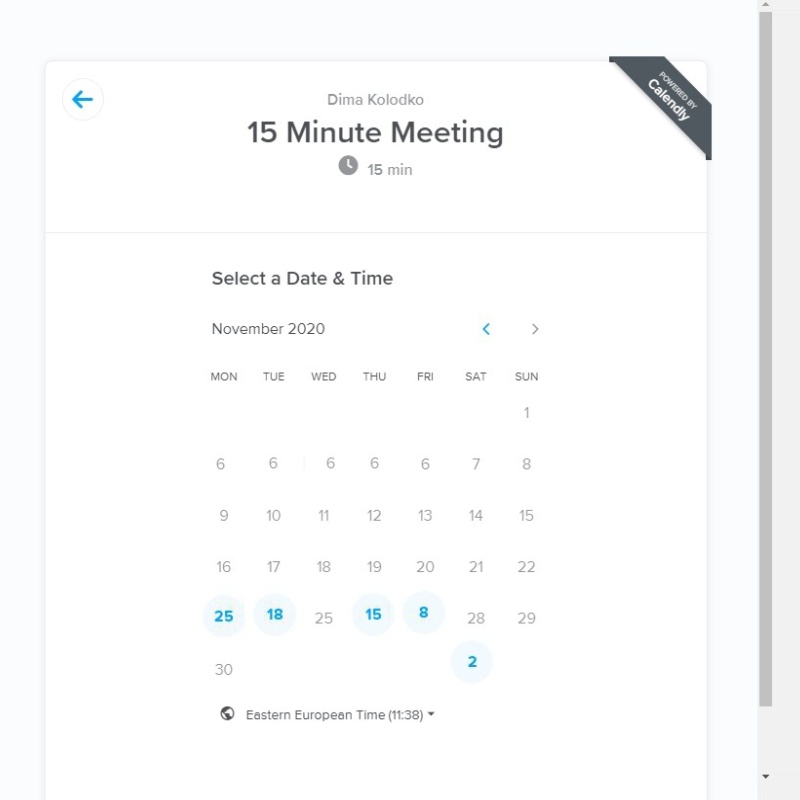 POWERED BY
Calendly
Dima Kolodko
15 Minute Meeting
15 min
Select a Date & Time
November 2020
MON TUE WED THU FRI SAT SUN
1
6 6 6 6 6 7 8
9 10 11 12 13 14 15
16 17 18 19 20 21 22
25 18 25 15 8 28 29
30 2
Eastern European Time (11:38)